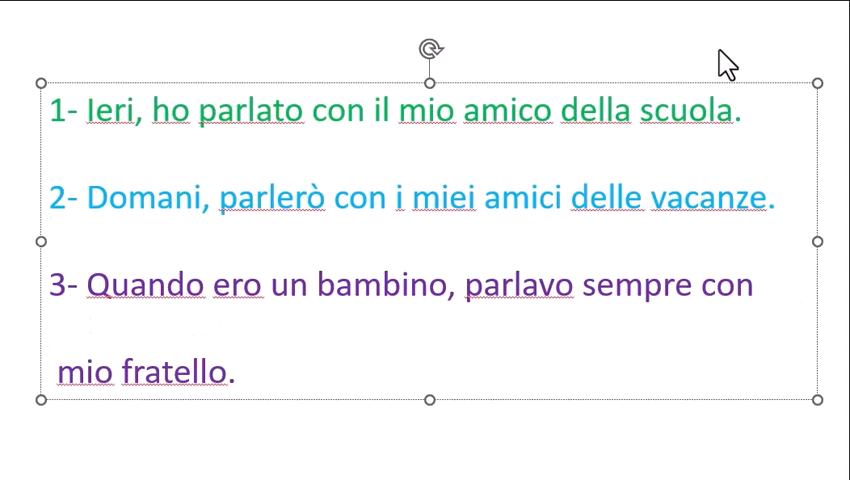 1- Ieri, ho parlato con il mio amico della scuola.
2- Domani, parlerò con i miei amici delle vacanze.
3- Quando ero un bambino, parlavo sempre con
mio fratello.